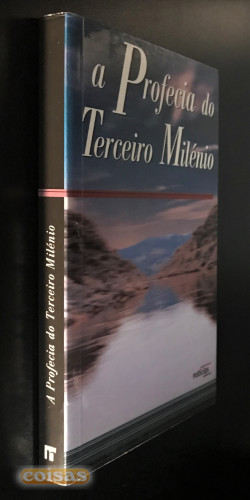 a Profecia do
Terceiro Milénio
A Profecia do Terceiro Milénio
coisas